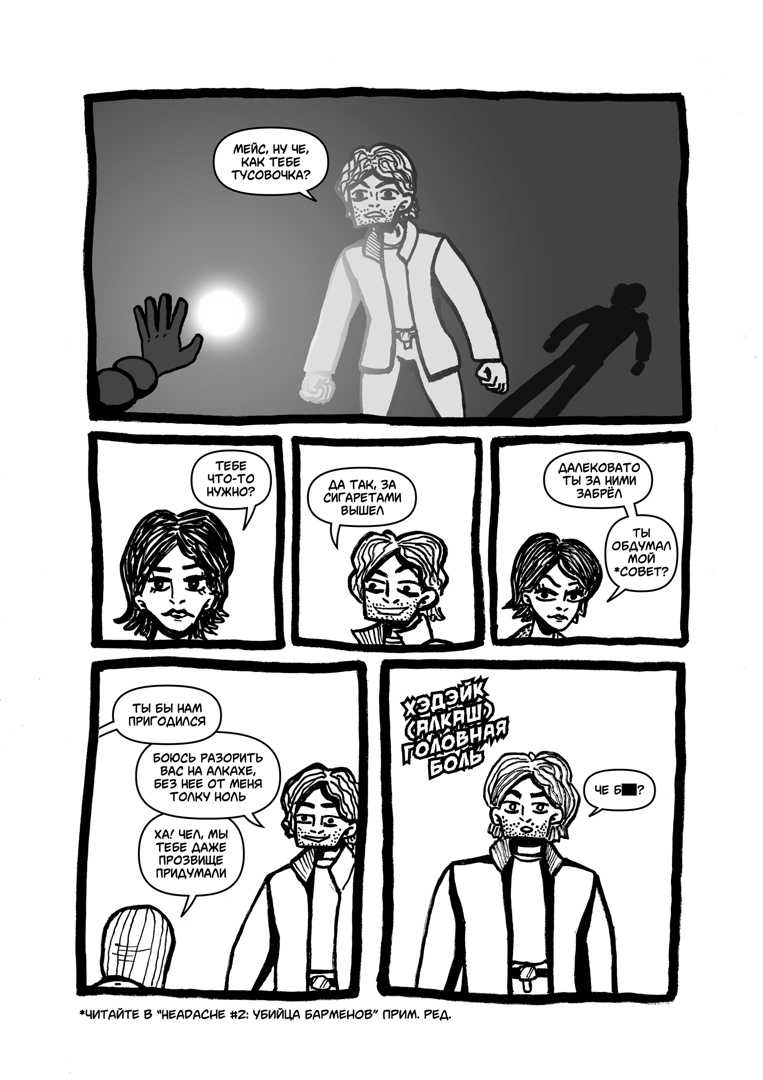 МЕЙС, НУ ЧЕ,
КАК ТЕБЕ
ТУСОВОЧКА?
ТЕБЕ
ЧТО-ТО
НУЖНО?
ДА ТАК, ЗА
СИГАРЕТАМИ
ВЫШЕЛ
ДАЛЕКОВАТО
ТЫ ЗА НИМИ
ЗАБРЁЛ
ТЫ
ОБДУМАЛ
МОЙ
*СОВЕТ?
ТЫ БЫ НАМ
ПРИГОДИЛСЯ
БОЮСЬ РАЗОРИТЬ
ВАС НА АЛКАХЕ,
БЕЗ НЕЕ ОТ МЕНЯ
ТОЛКУ НОЛЬ
ХА! ЧЕЛ, МЫ
ТЕБЕ ДАЖЕ
ПРОЗВИЩЕ
ПРИДУМАЛИ
ХЭДЭЙК
(АЛКАШ)
ГОЛОВНАЯ
БОЛЬ
ЧЕ Б██?
*ЧИТАЙТЕ В "HEADACHE #2: УБИЙЦА БАРМЕНОВ" ПРИМ. РЕД.